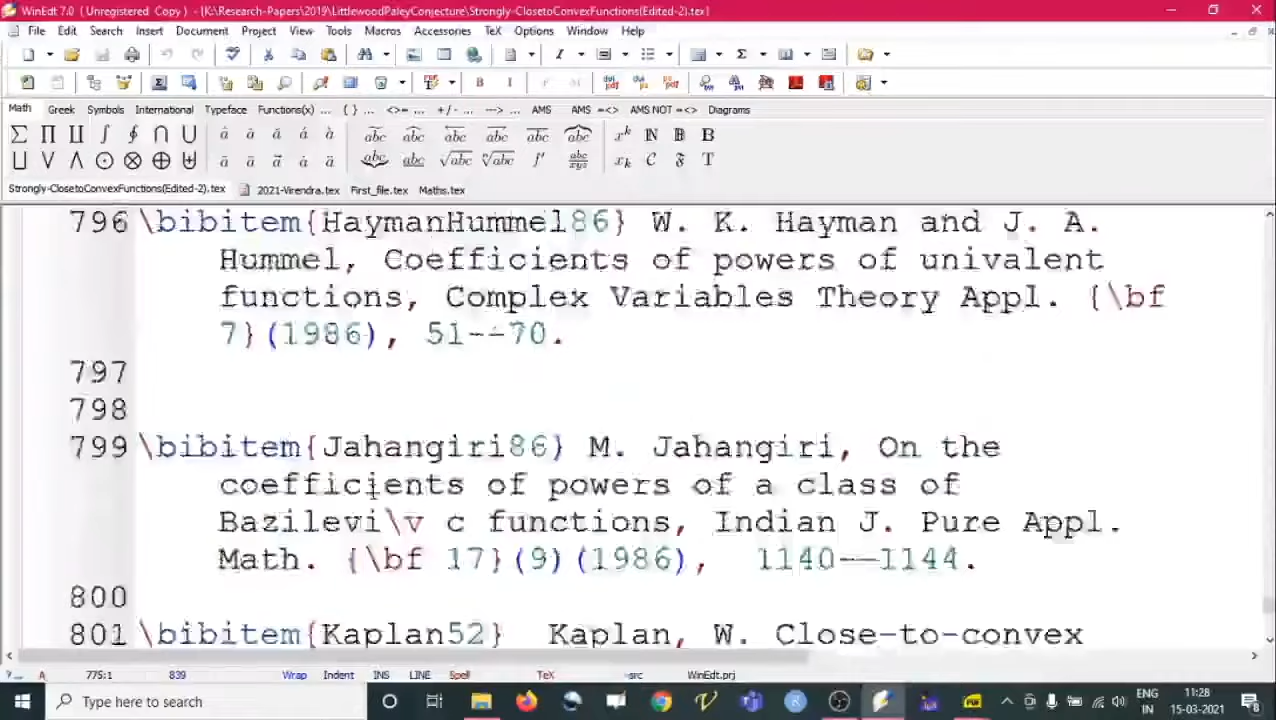 WinEdt 7.0 (Unregistered Copy) - [K:\Research-Papers\2019\LittlewoodPaleyConjecture\Strongly-ClosetoConvexFunctions(Edited-2).tex]
File Edit Search Insert Document Project View Tools Macros Accessories TeX Options Window Help
Math Greek Symbols International Typeface Functions(x) ... { } ... <>= ... + / - ... ---> ... AMS AMS =<> AMS NOT =<> Diagrams
Strongly-ClosetoConvexFunctions(Edited-2).tex 2021-Virendra.tex First_file.tex Maths.tex
796 \bibitem{HaymanHummel86} W. K. Hayman and J. A.
Hummel, Coefficients of powers of univalent
functions, Complex Variables Theory Appl. {\bf
7}(1986), 51--70.
797
798
799 \bibitem{Jahangiri86} M. Jahangiri, On the
coefficients of powers of a class of
Bazilevi\v c functions, Indian J. Pure Appl.
Math. {\bf 17}(9)(1986), 1140--1144.
800
801 \bibitem{Kaplan52} Kaplan, W. Close-to-convex
? .. A 775:1 839 Wrap Indent INS LINE Spell TeX --src WinEdt.prj
Type here to search
ENG
IN
11:28
15-03-2021